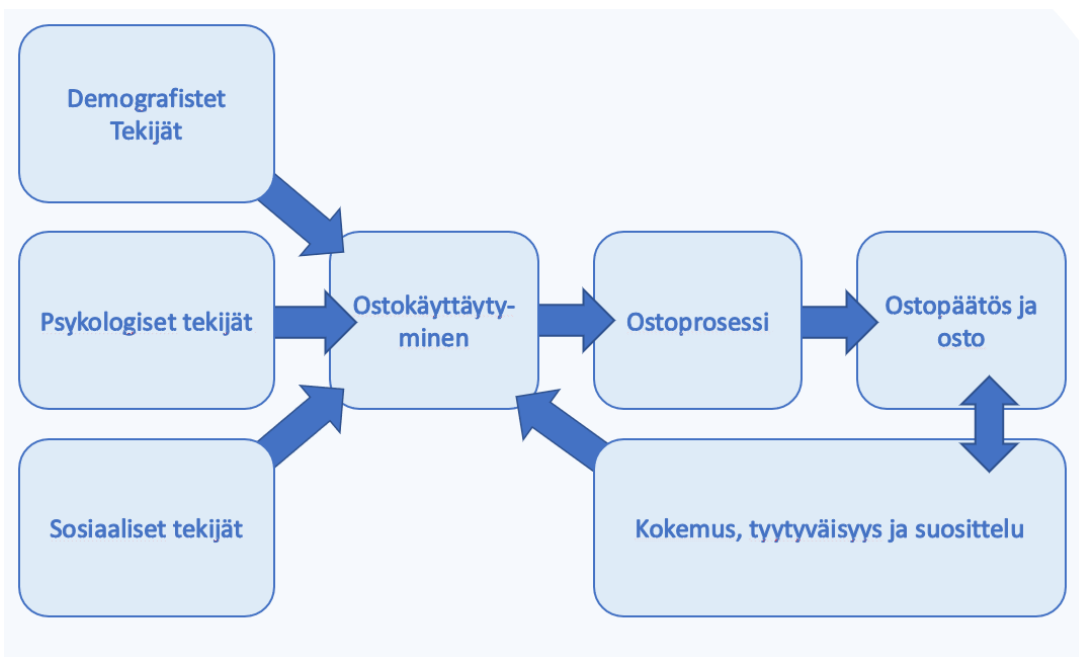 Demografistet
Tekijät
Psykologiset tekijät
Ostokäyttäyty-
minen
Ostoprosessi
Ostopäätös ja
osto
Sosiaaliset tekijät
Kokemus, tyytyväisyys ja suosittelu